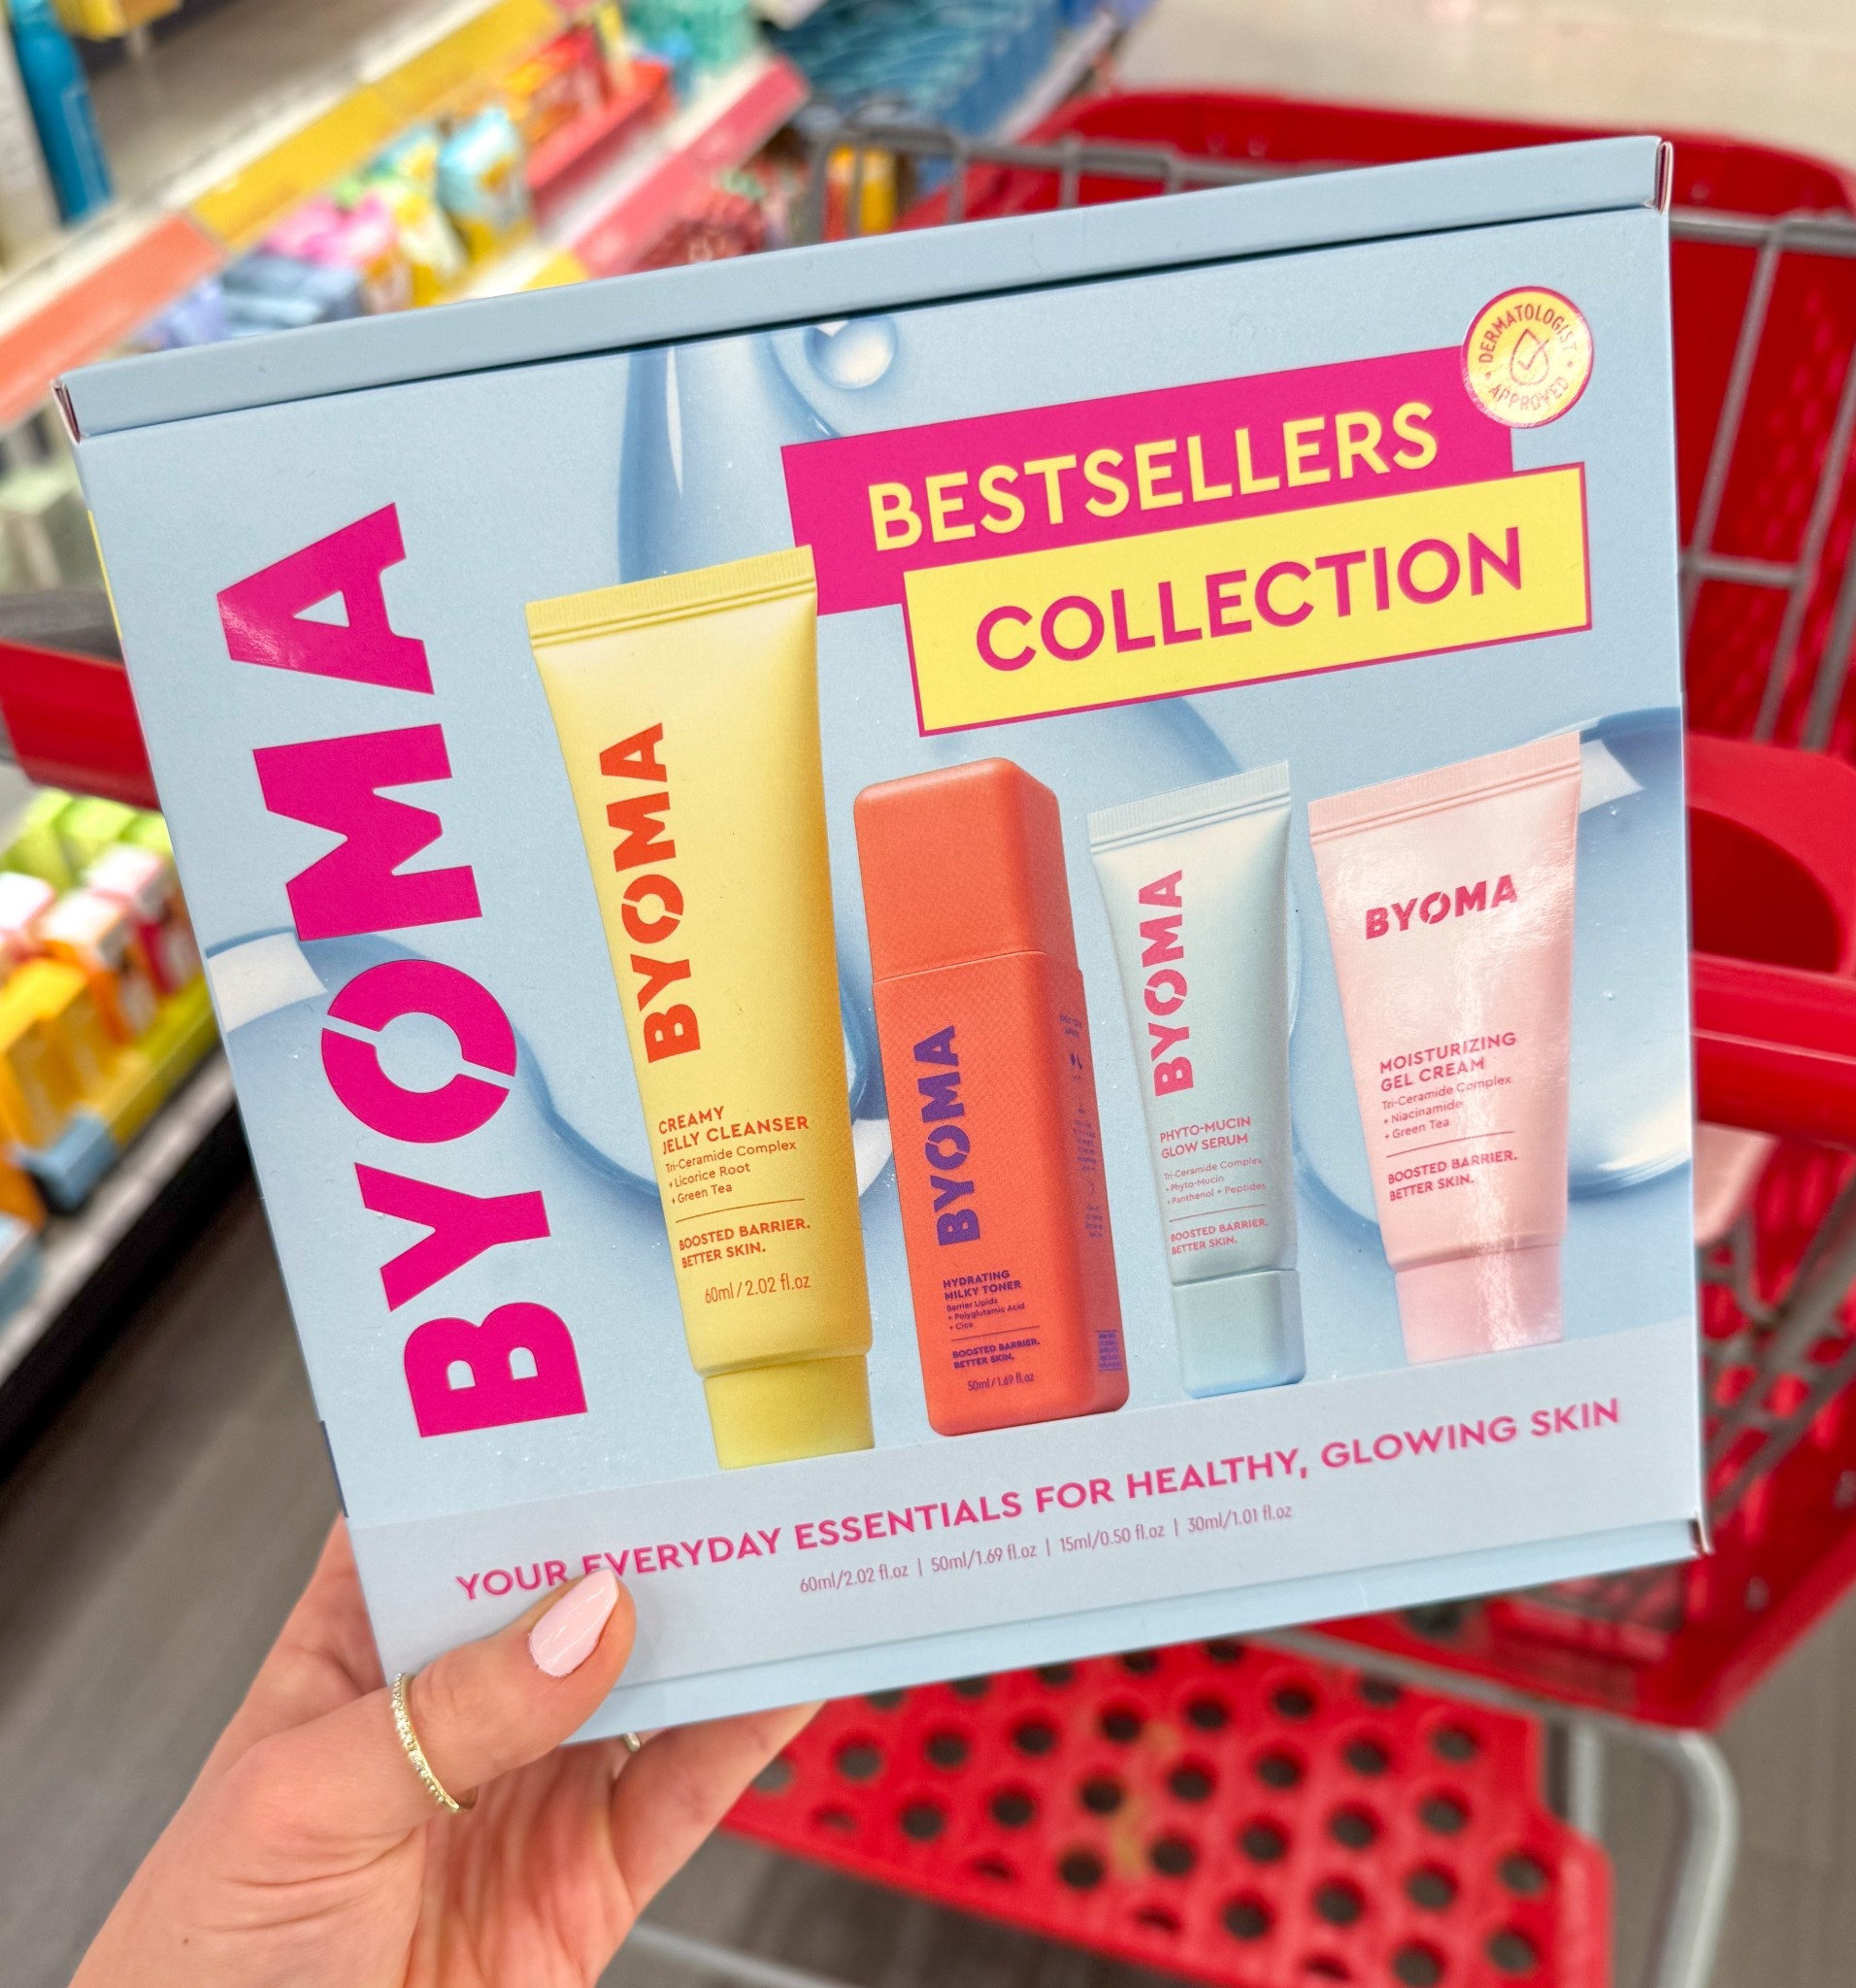 BYOMA
BESTSELLERS
COLLECTION
DERMATOLOGIST
APPROVED
BYOMA
CREAMY
JELLY CLEANSER
Tri-Ceramide Complex
+ Licorice Root
+ Green Tea
BOOSTED BARRIER.
BETTER SKIN.
60ml / 2.02 fl.oz
BYOMA
HYDRATING
MILKY TONER
Barrier Lipids
+ Polyglutamic Acid
+ Cica
BOOSTED BARRIER.
BETTER SKIN.
50ml / 1.69 fl.oz
BYOMA
PHYTO-MUCIN
GLOW SERUM
Tri-Ceramide Complex
+ Phyto-Mucin
+ Panthenol + Peptides
BOOSTED BARRIER.
BETTER SKIN.
BYOMA
MOISTURIZING
GEL CREAM
Tri-Ceramide Complex
+ Niacinamide
+ Green Tea
BOOSTED BARRIER.
BETTER SKIN.
YOUR EVERYDAY ESSENTIALS FOR HEALTHY, GLOWING SKIN
60ml/2.02 fl.oz | 50ml/1.69 fl.oz | 15ml/0.50 fl.oz | 30ml/1.01 fl.oz